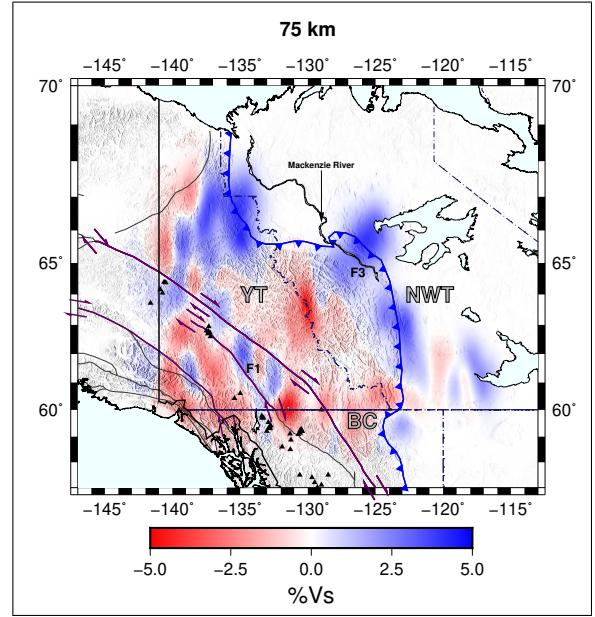 75 km
−145˚ −140˚ −135˚ −130˚ −125˚ −120˚ −115˚
70˚ 70˚
Mackenzie River
65˚ F3 65˚
YT NWT
F1
60˚ BC 60˚
−145˚ −140˚ −135˚ −130˚ −125˚ −120˚ −115˚
−5.0 −2.5 0.0 2.5 5.0
%Vs